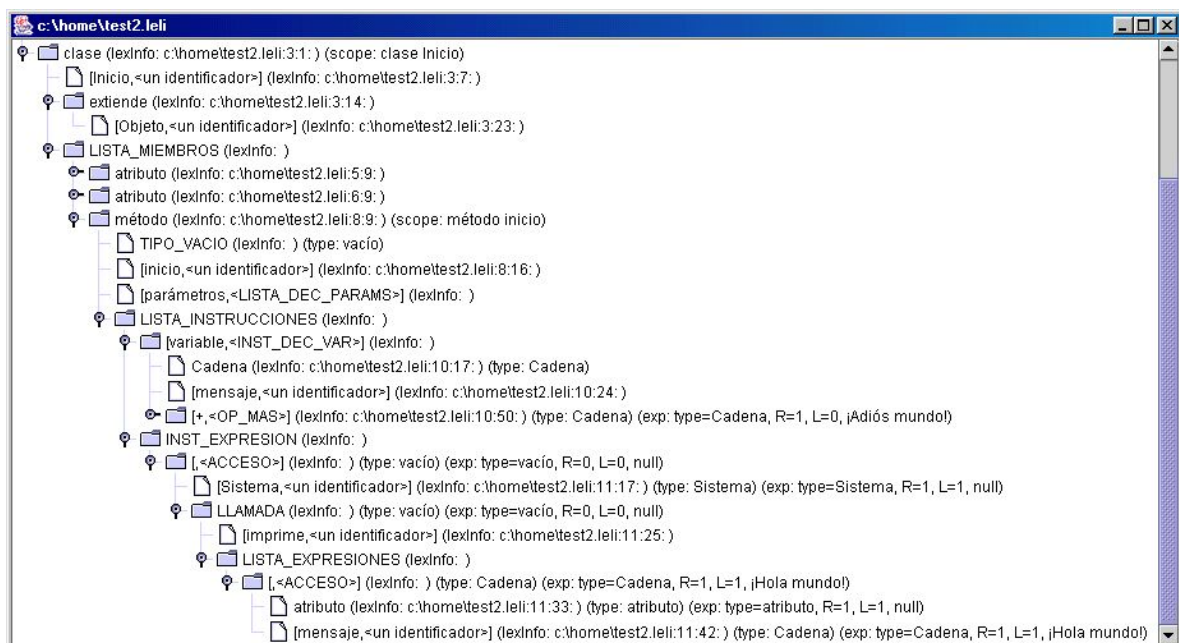 c:\home\test2.leli
clase (lexInfo: c:\home\test2.leli:3:1: ) (scope: clase Inicio)
[Inicio,<un identificador>] (lexInfo: c:\home\test2.leli:3:7: )
extiende (lexInfo: c:\home\test2.leli:3:14: )
[Objeto,<un identificador>] (lexInfo: c:\home\test2.leli:3:23: )
LISTA_MIEMBROS (lexInfo:  )
atributo (lexInfo: c:\home\test2.leli:5:9: )
atributo (lexInfo: c:\home\test2.leli:6:9: )
método (lexInfo: c:\home\test2.leli:8:9: ) (scope: método inicio)
TIPO_VACIO (lexInfo:  ) (type: vacío)
[inicio,<un identificador>] (lexInfo: c:\home\test2.leli:8:16: )
[parámetros,<LISTA_DEC_PARAMS>] (lexInfo:  )
LISTA_INSTRUCCIONES (lexInfo:  )
[variable,<INST_DEC_VAR>] (lexInfo:  )
Cadena (lexInfo: c:\home\test2.leli:10:17: ) (type: Cadena)
[mensaje,<un identificador>] (lexInfo: c:\home\test2.leli:10:24: )
[+,<OP_MAS>] (lexInfo: c:\home\test2.leli:10:50: ) (type: Cadena) (exp: type=Cadena, R=1, L=0, ¡Adiós mundo!)
INST_EXPRESION (lexInfo:  )
[,<ACCESO>] (lexInfo:  ) (type: vacío) (exp: type=vacío, R=0, L=0, null)
[Sistema,<un identificador>] (lexInfo: c:\home\test2.leli:11:17: ) (type: Sistema) (exp: type=Sistema, R=1, L=1, null)
LLAMADA (lexInfo:  ) (type: vacío) (exp: type=vacío, R=0, L=0, null)
[imprime,<un identificador>] (lexInfo: c:\home\test2.leli:11:25: )
LISTA_EXPRESIONES (lexInfo:  )
[,<ACCESO>] (lexInfo:  ) (type: Cadena) (exp: type=Cadena, R=1, L=1, ¡Hola mundo!)
atributo (lexInfo: c:\home\test2.leli:11:33: ) (type: atributo) (exp: type=atributo, R=1, L=1, null)
[mensaje,<un identificador>] (lexInfo: c:\home\test2.leli:11:42: ) (type: Cadena) (exp: type=Cadena, R=1, L=1, ¡Hola mundo!)